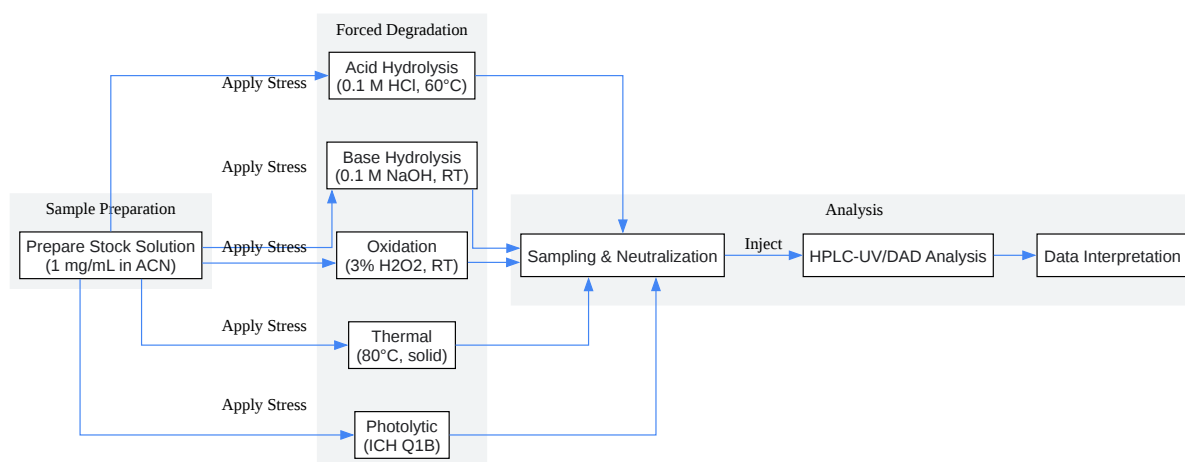 Forced Degradation
Acid Hydrolysis
(0.1 M HCl, 60°C)
Apply Stress
Base Hydrolysis
(0.1 M NaOH, RT)
Apply Stress
Sample Preparation
Prepare Stock Solution
(1 mg/mL in ACN)
Apply Stress
Oxidation
(3% H2O2, RT)
Analysis
Sampling & Neutralization
Inject
HPLC-UV/DAD Analysis
Data Interpretation
Apply Stress
Thermal
(80°C, solid)
Apply Stress
Photolytic
(ICH Q1B)